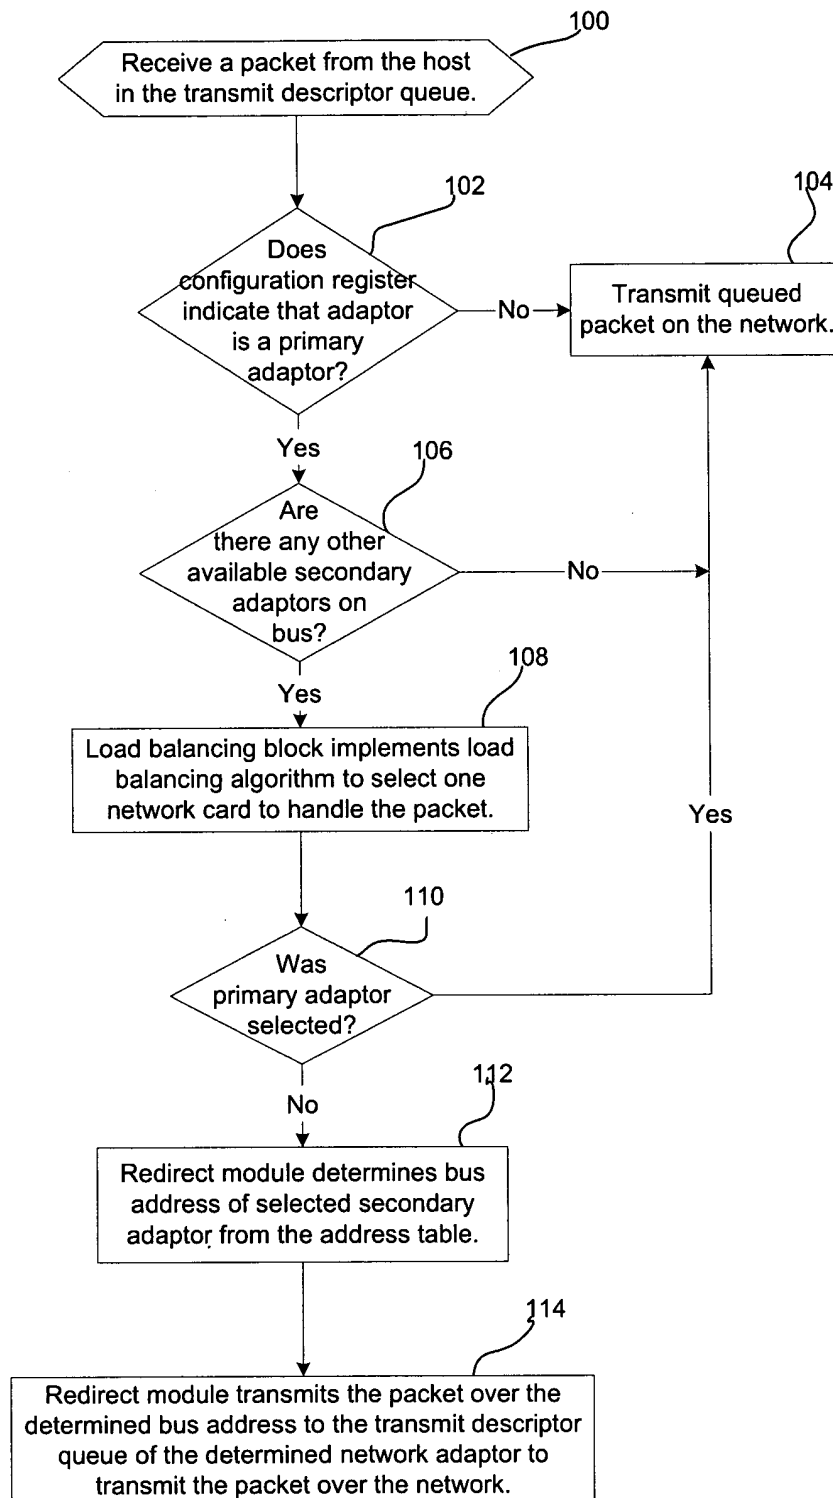 100
Receive a packet from the host
in the transmit descriptor queue.
102
Does
configuration register
indicate that adaptor
is a primary
adaptor?
No
104
Transmit queued
packet on the network.
Yes
106
Are
there any other
available secondary
adaptors on
bus?
No
Yes
108
Load balancing block implements load
balancing algorithm to select one
network card to handle the packet.
Yes
110
Was
primary adaptor
selected?
No
112
Redirect module determines bus
address of selected secondary
adaptor from the address table.
114
Redirect module transmits the packet over the
determined bus address to the transmit descriptor
queue of the determined network adaptor to
transmit the packet over the network.